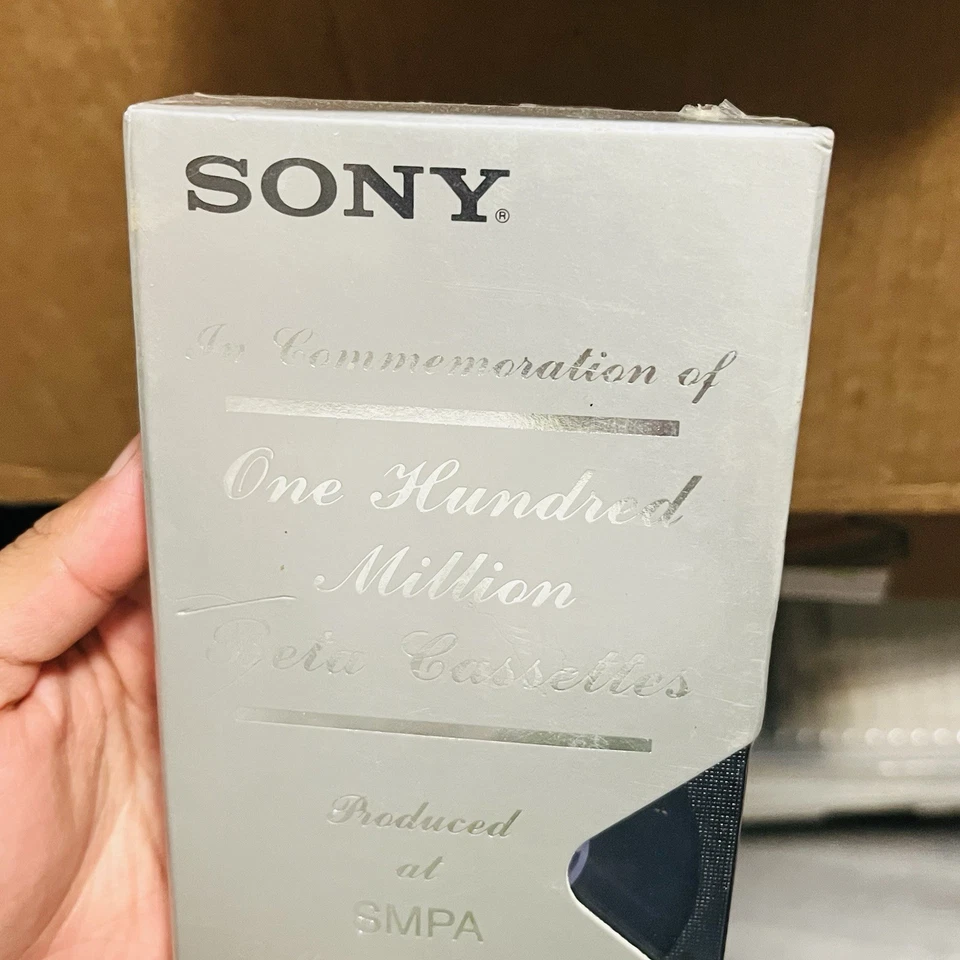 SONY®
In Commemoration of
One Hundred
Million
Beta Cassettes
Produced
at
SMPA